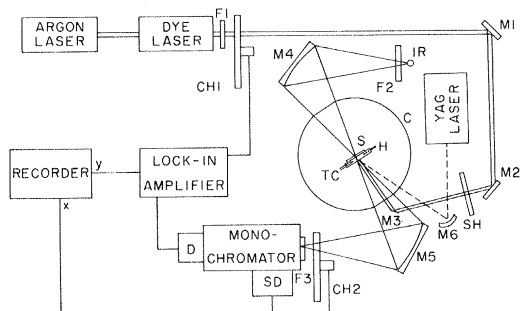 ARGON
LASER
DYE
LASER
F1
CH1
M4
IR
F2
M1
YAG
LASER
C
S
H
TC
M2
M3
M6
SH
M5
RECORDER
y
x
LOCK-IN
AMPLIFIER
D
MONO-
CHROMATOR
SD
F3
CH2